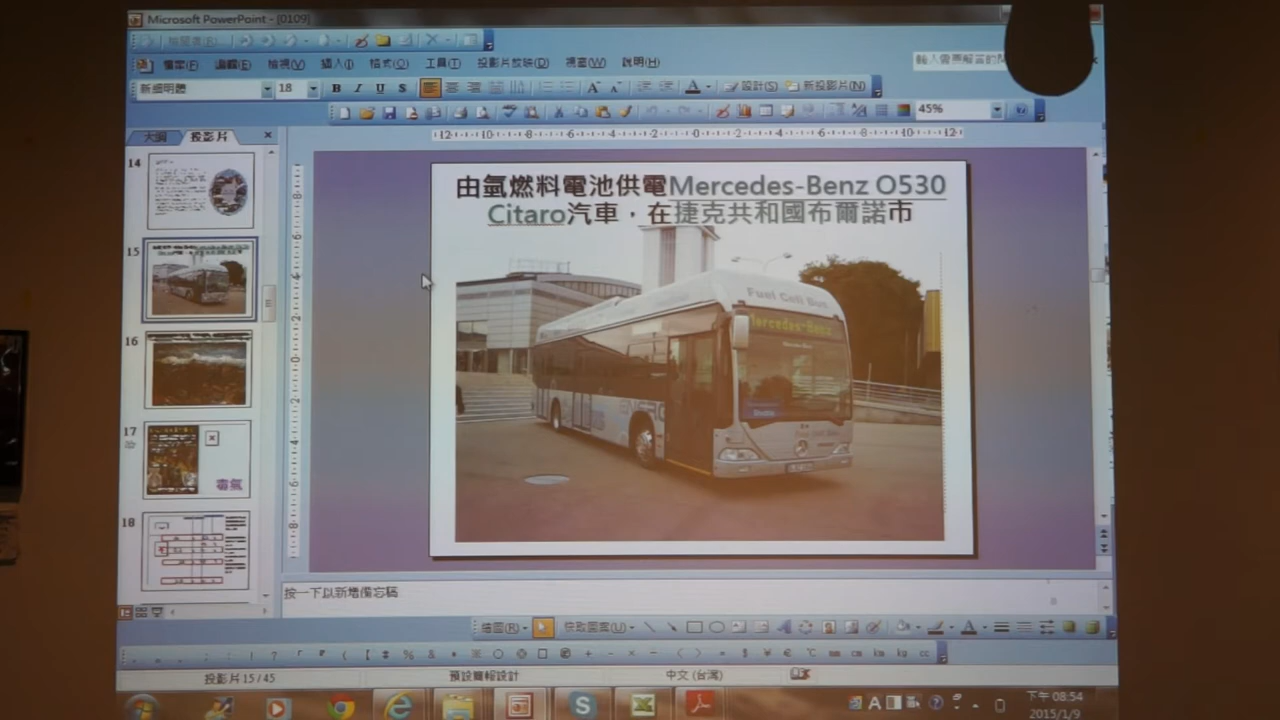 Microsoft PowerPoint - [0109]
檔案(F) 編輯(E) 檢視(V) 插入(I) 格式(O) 工具(T) 投影片放映(D) 視窗(W) 說明(H)
新細明體 18 B I U S A 設計(S) 新投影片(N)
45%
大綱 投影片
14
15
16
17
18
由氫燃料電池供電Mercedes-Benz O530
Citaro汽車，在捷克共和國布爾諾市
Fuel Cell Bus
Mercedes-Benz
按一下以新增備忘稿
繪圖(R) 快取圖案(U)
投影片 15 / 45 預設簡報設計 中文 (台灣)
下午 08:54
2015/1/9